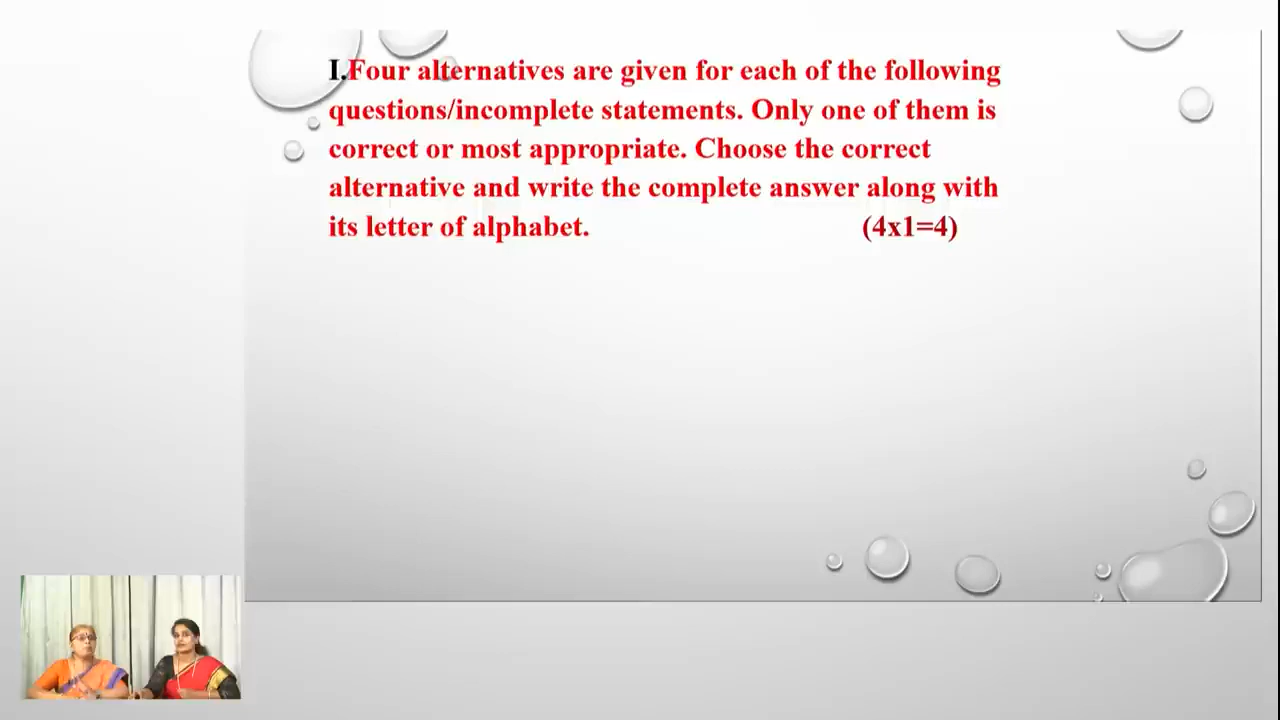 I.Four alternatives are given for each of the following
questions/incomplete statements. Only one of them is
correct or most appropriate. Choose the correct
alternative and write the complete answer along with
its letter of alphabet. (4x1=4)